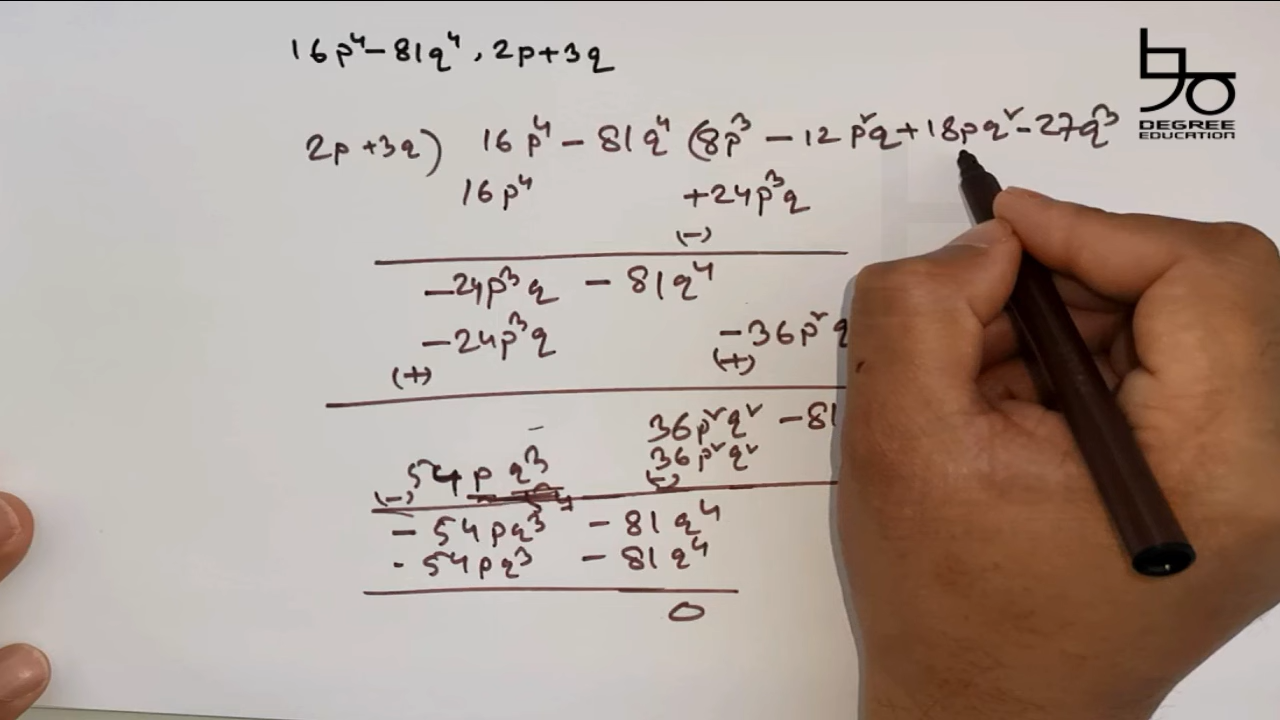 16p⁴ - 81q⁴, 2p + 3q
2p + 3q) 16p⁴ - 81q⁴ (8p³ - 12p²q + 18pq² - 27q³
16p⁴ + 24p³q
(-)
-24p³q - 81q⁴
-24p³q - 36p²q
(+) (+)
36p²q² - 81
54pq³ 36p²q²
(-) (-)
- 54pq³ - 81q⁴
- 54pq³ - 81q⁴
0
DEGREE
EDUCATION